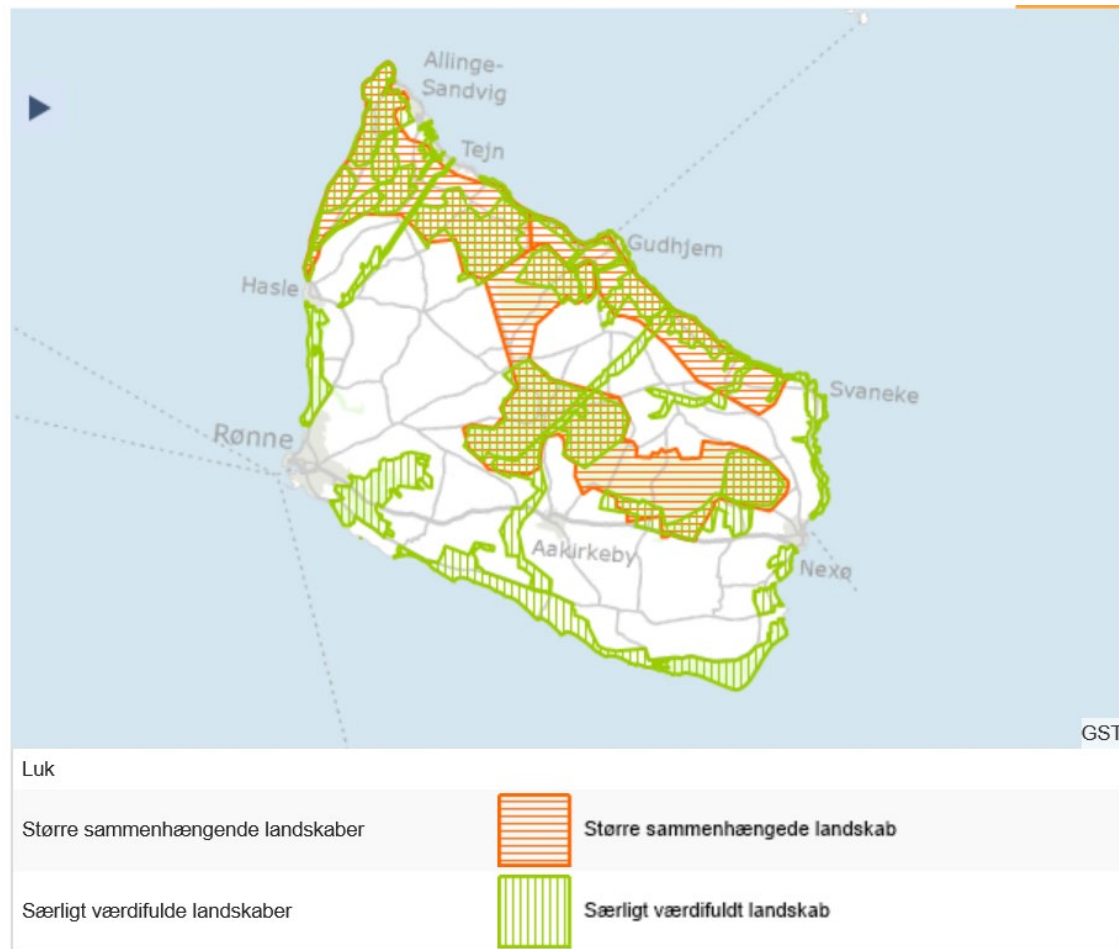 Allinge-
Sandvig
Tejn
Gudhjem
Hasle
Svaneke
Rønne
Aakirkeby
Nexø
GST
Luk
Større sammenhængende landskaber
Større sammenhængede landskab
Særligt værdifulde landskaber
Særligt værdifuldt landskab